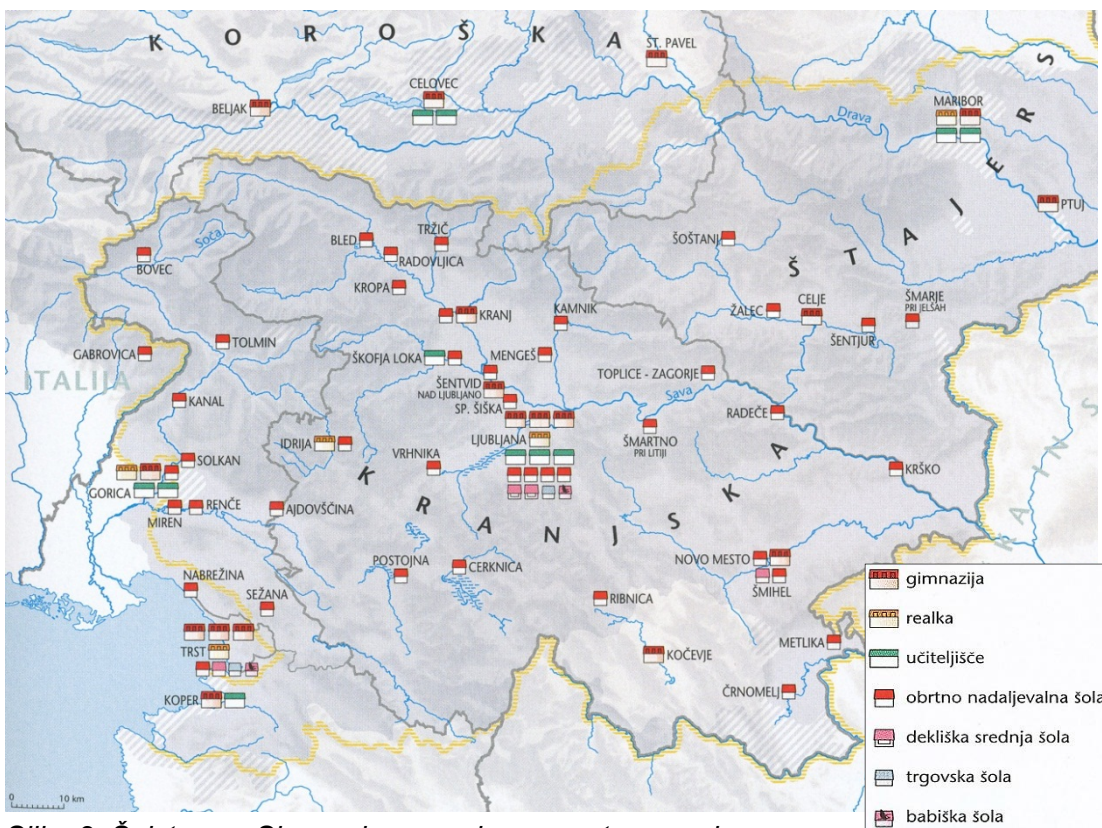 KOROŠKA
ŠT. PAVEL
CELOVEC
BELJAK
MARIBOR
Drava
ŠTAJERS
PTUJ
Soča
BOVEC
BLED
TRŽIČ
RADOVLJICA
ŠOŠTANJ
KROPA
KRANJ
KAMNIK
ŽALEC
CELJE
ŠMARJE
PRI JELŠAH
ŠENTJUR
TOLMIN
GABROVICA
ITALIJA
ŠKOFJA LOKA
MENGEŠ
ŠENTVID
NAD LJUBLJANO
SP. ŠIŠKA
TOPLICE - ZAGORJE
Sava
RADEČE
KANAL
IDRIJA
LJUBLJANA
ŠMARTNO
PRI LITIJI
VRHNIKA
SOLKAN
KRŠKO
GORICA
KRANJSKA
MIREN
RENČE
AJDOVŠČINA
POSTOJNA
CERKNICA
NOVO MESTO
ŠMIHEL
NABREŽINA
SEŽANA
RIBNICA
TRST
KOČEVJE
METLIKA
KOPER
ČRNOMELJ
0 10 km
gimnazija
realka
učiteljišče
obrtno nadaljevalna šola
dekliška srednja šola
trgovska šola
babiška šola